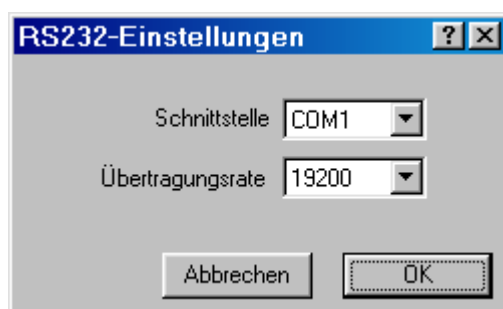 RS232-Einstellungen ? ×
Schnittstelle COM1
Übertragungsrate 19200
Abbrechen OK